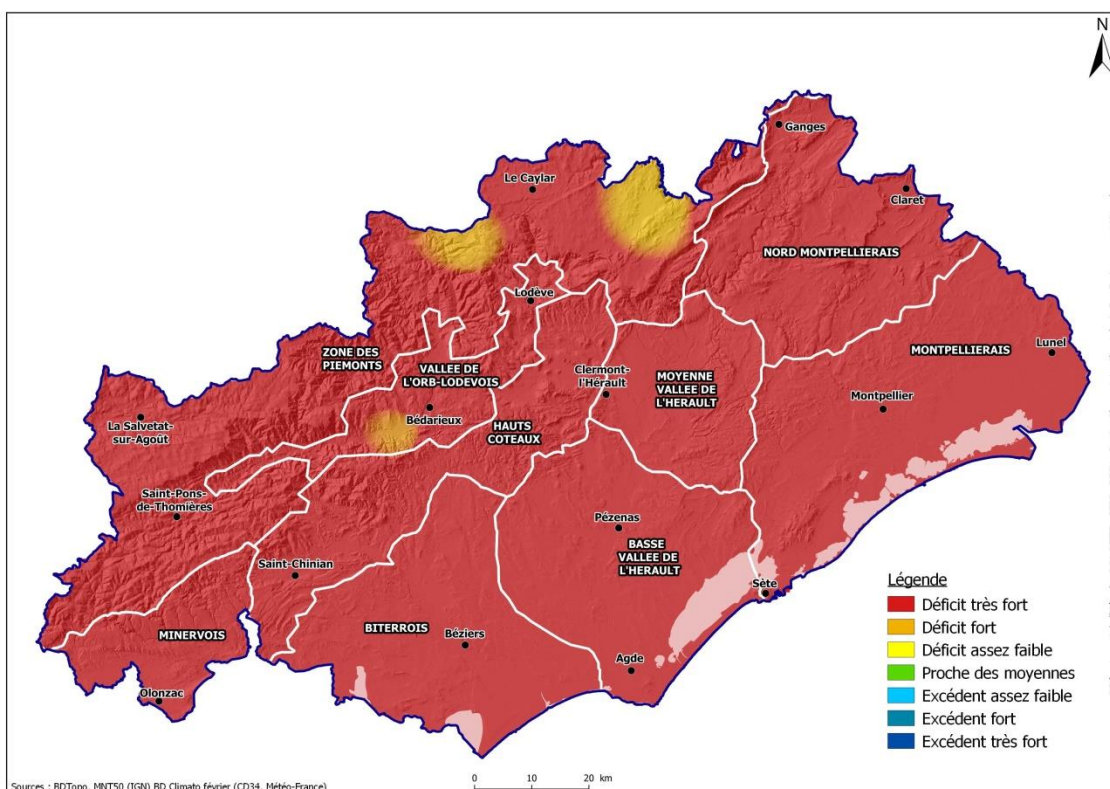 N
Ganges
Le Caylar
Claret
NORD MONTPELLIERAIS
Lodève
ZONE DES
PIEMONTS
VALLEE DE
L'ORB-LODEVOIS
Clermont-
l'Hérault
MOYENNE
VALLEE DE
L'HERAULT
MONTPELLIERAIS
Lunel
Montpellier
La Salvetat-
sur-Agoût
Bédarieux
HAUTS
COTEAUX
Saint-Pons-
de-Thomières
Pézenas
BASSE
VALLEE DE
L'HERAULT
Saint-Chinian
Sète
MINERVOIS
BITERROIS
Béziers
Agde
Olonzac
Légende
Déficit très fort
Déficit fort
Déficit assez faible
Proche des moyennes
Excédent assez faible
Excédent fort
Excédent très fort
0 10 20 km
Sources : BDTopo, MNT50 (IGN) BD Climato février (CD34, Météo-France)